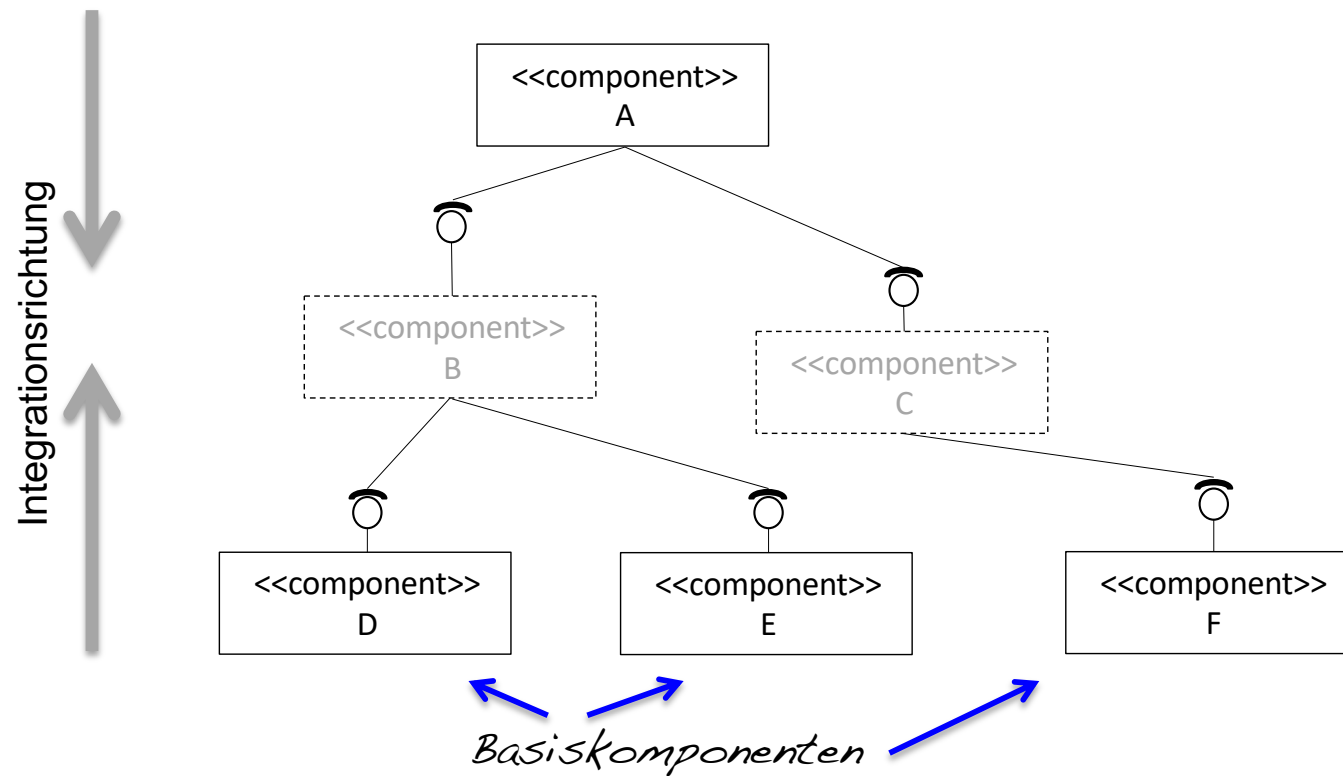 Integrationsrichtung
<<component>>
A
<<component>>
B
<<component>>
C
<<component>>
D
<<component>>
E
<<component>>
F
Basiskomponenten